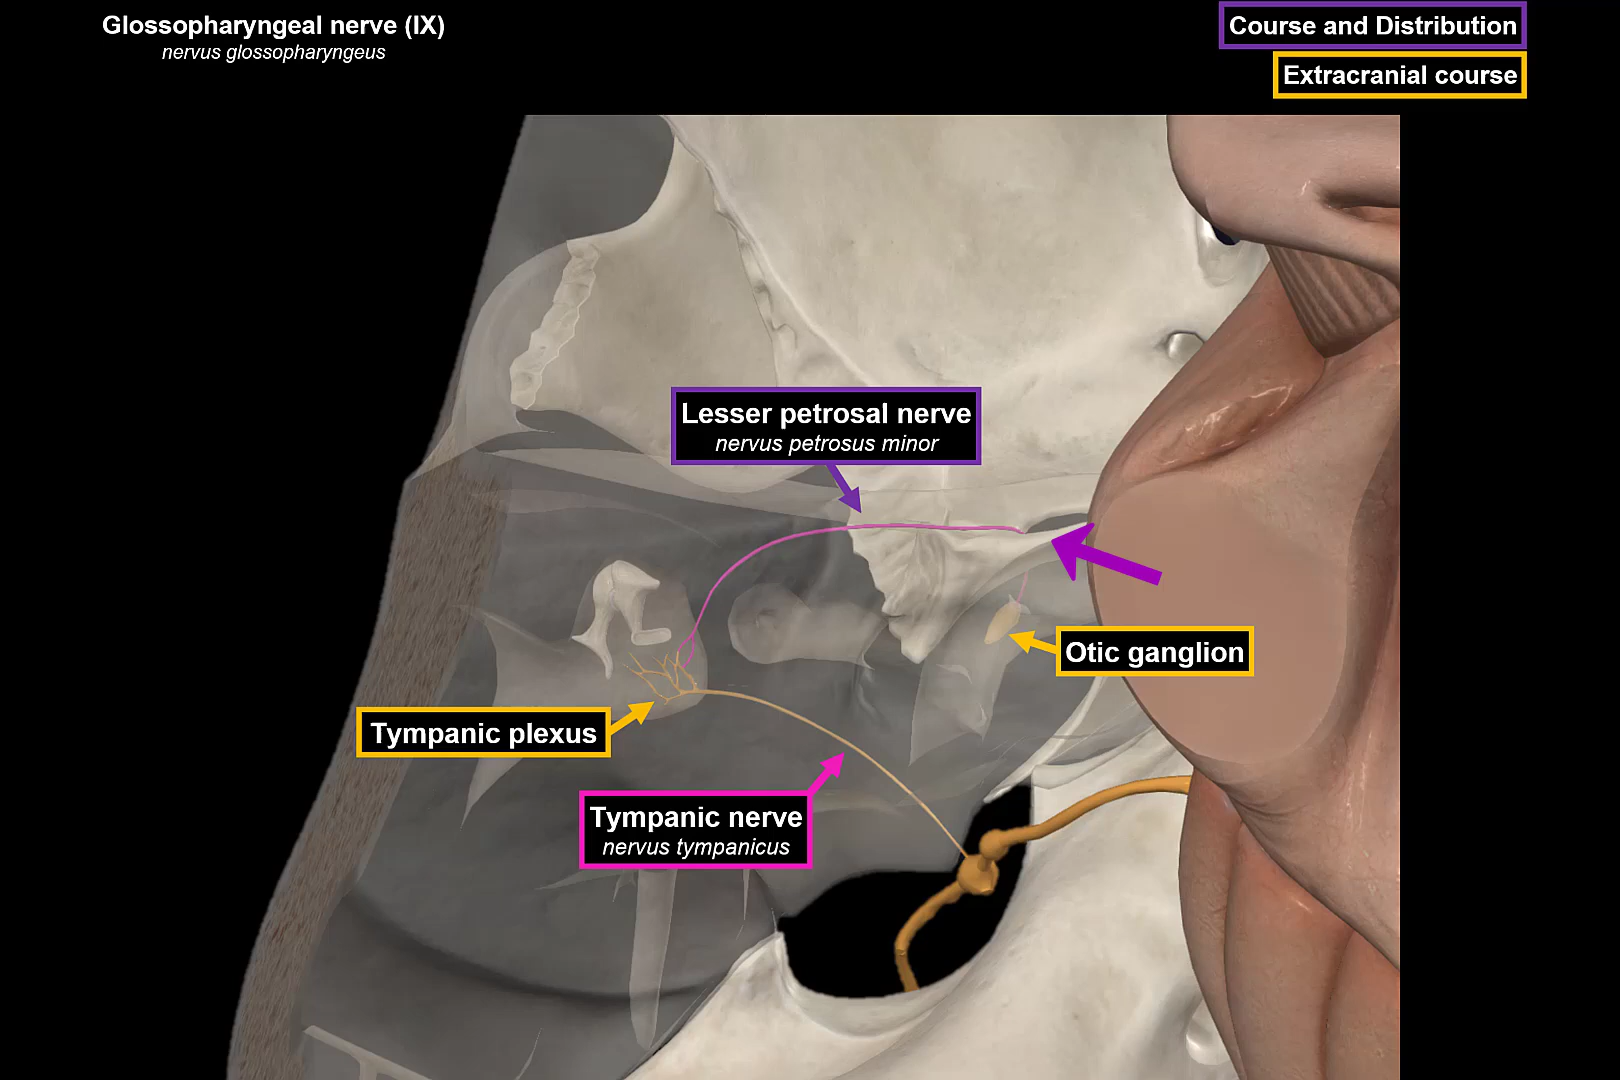 Glossopharyngeal nerve (IX)
nervus glossopharyngeus
Course and Distribution
Extracranial course
Lesser petrosal nerve
nervus petrosus minor
Otic ganglion
Tympanic plexus
Tympanic nerve
nervus tympanicus